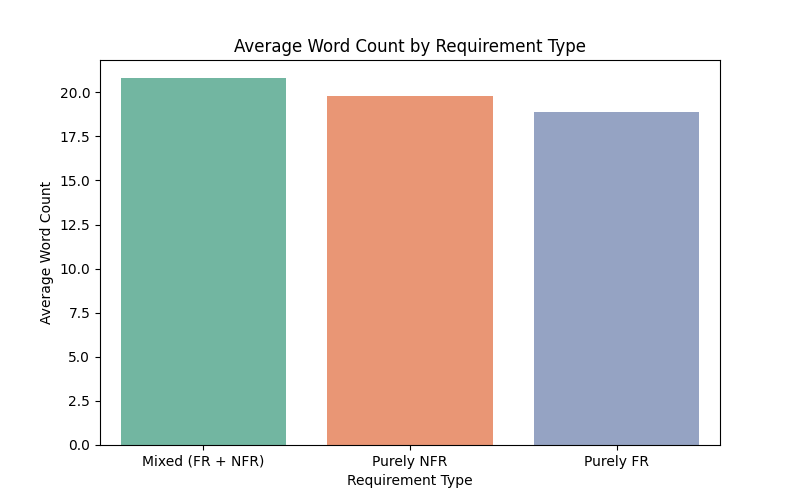 Average Word Count by Requirement Type
Average Word Count
20.0
17.5
15.0
12.5
10.0
7.5
5.0
2.5
0.0
Mixed (FR + NFR) Purely NFR Purely FR
Requirement Type